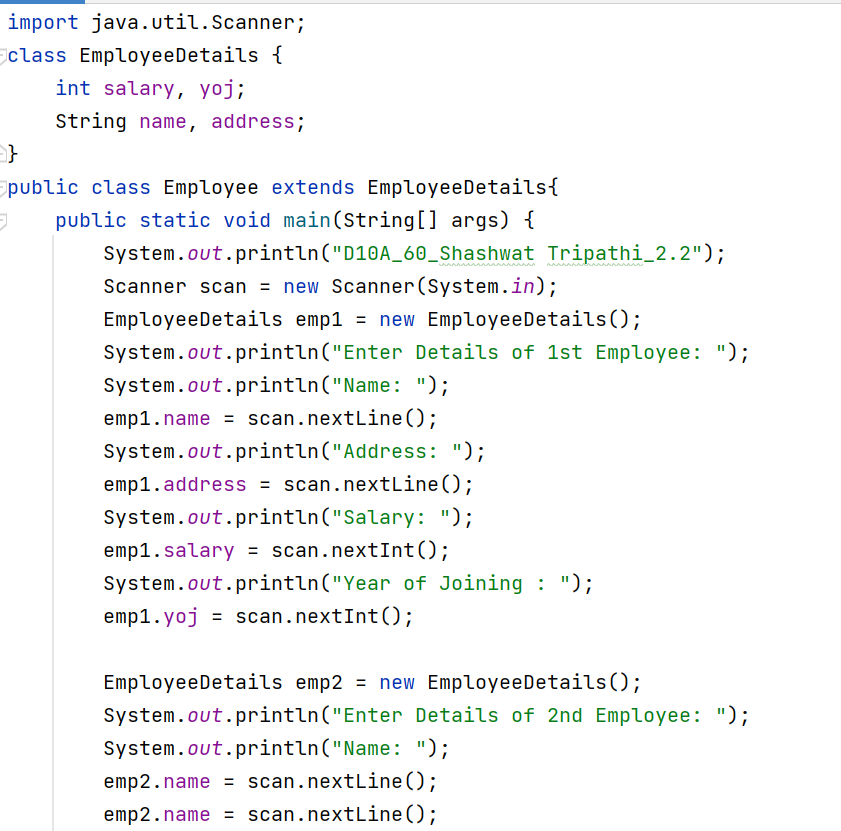 import java.util.Scanner;
class EmployeeDetails {
    int salary, yoj;
    String name, address;
}
public class Employee extends EmployeeDetails{
    public static void main(String[] args) {
        System.out.println("D10A_60_Shashwat Tripathi_2.2");
        Scanner scan = new Scanner(System.in);
        EmployeeDetails emp1 = new EmployeeDetails();
        System.out.println("Enter Details of 1st Employee: ");
        System.out.println("Name: ");
        emp1.name = scan.nextLine();
        System.out.println("Address: ");
        emp1.address = scan.nextLine();
        System.out.println("Salary: ");
        emp1.salary = scan.nextInt();
        System.out.println("Year of Joining : ");
        emp1.yoj = scan.nextInt();

        EmployeeDetails emp2 = new EmployeeDetails();
        System.out.println("Enter Details of 2nd Employee: ");
        System.out.println("Name: ");
        emp2.name = scan.nextLine();
        emp2.name = scan.nextLine();